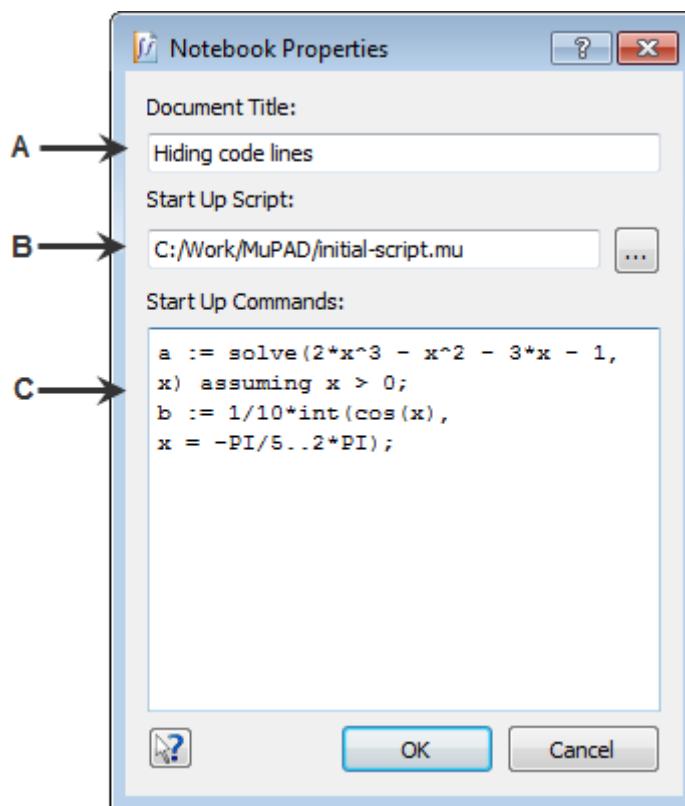 Notebook Properties
Document Title:
A
Hiding code lines
Start Up Script:
B
C:/Work/MuPAD/initial-script.mu
...
Start Up Commands:
C
a := solve(2*x^3 - x^2 - 3*x - 1,
x) assuming x > 0;
b := 1/10*int(cos(x),
x = -PI/5..2*PI);
OK
Cancel